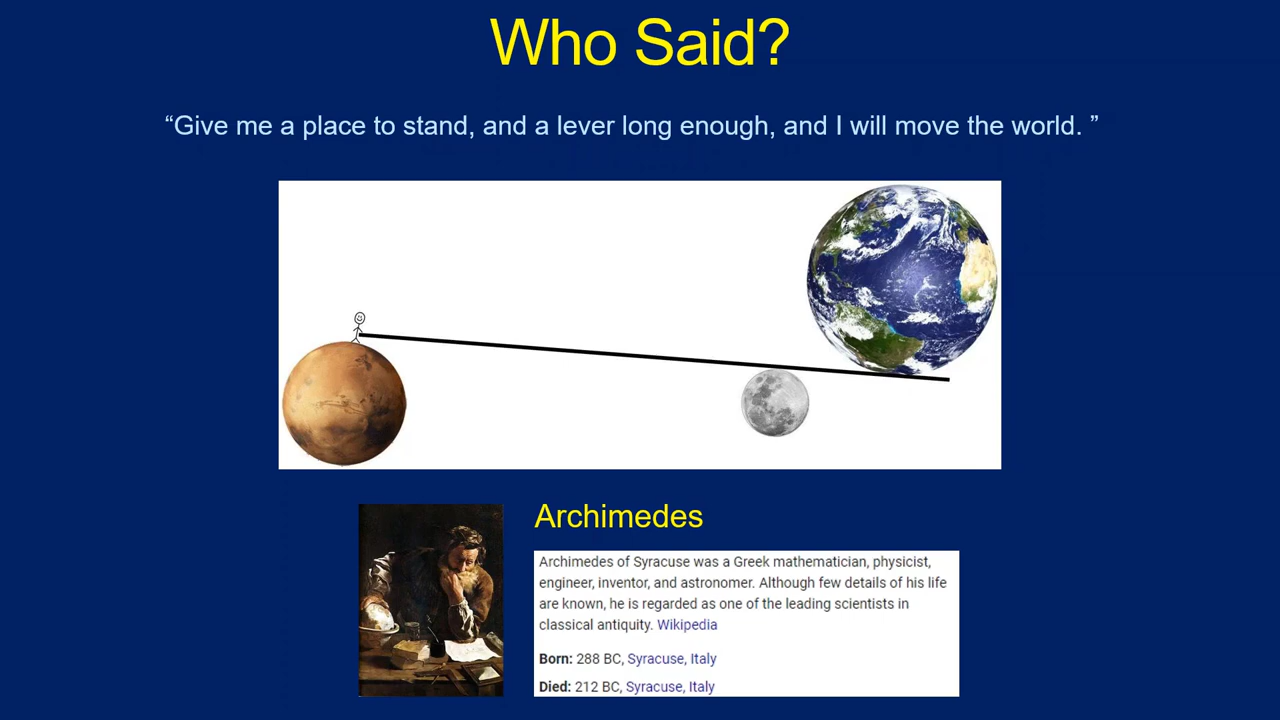 Who Said?
“Give me a place to stand, and a lever long enough, and I will move the world. ”
Archimedes
Archimedes of Syracuse was a Greek mathematician, physicist,
engineer, inventor, and astronomer. Although few details of his life
are known, he is regarded as one of the leading scientists in
classical antiquity. Wikipedia
Born: 288 BC, Syracuse, Italy
Died: 212 BC, Syracuse, Italy